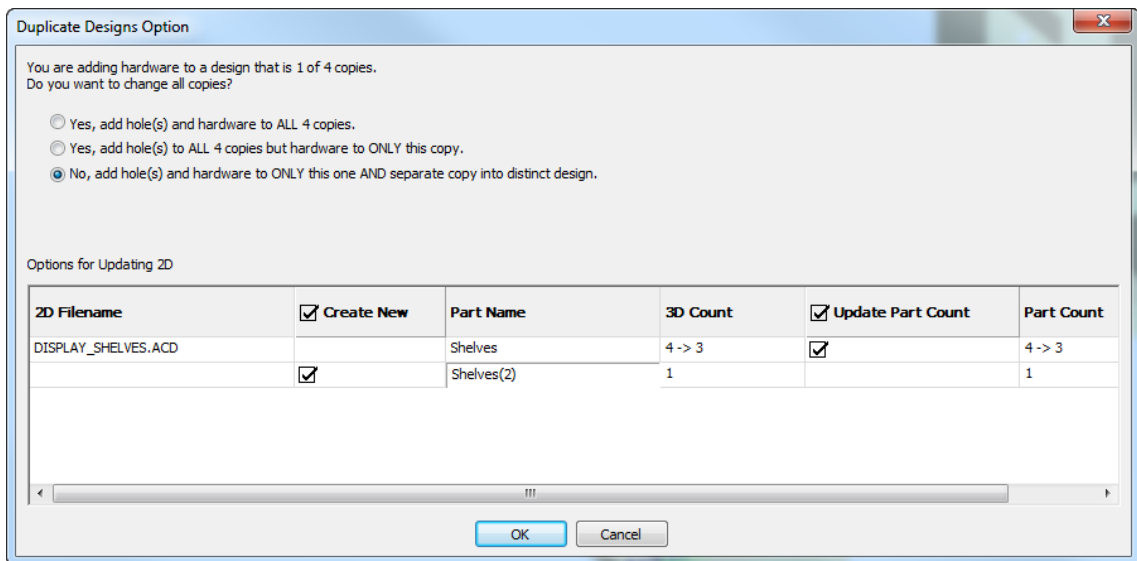 Duplicate Designs Option
You are adding hardware to a design that is 1 of 4 copies.
Do you want to change all copies?
Yes, add hole(s) and hardware to ALL 4 copies.
Yes, add hole(s) to ALL 4 copies but hardware to ONLY this copy.
No, add hole(s) and hardware to ONLY this one AND separate copy into distinct design.
Options for Updating 2D
2D Filename Create New Part Name 3D Count Update Part Count Part Count
DISPLAY_SHELVES.ACD Shelves 4 -> 3 4 -> 3
Shelves(2) 1 1
OK Cancel